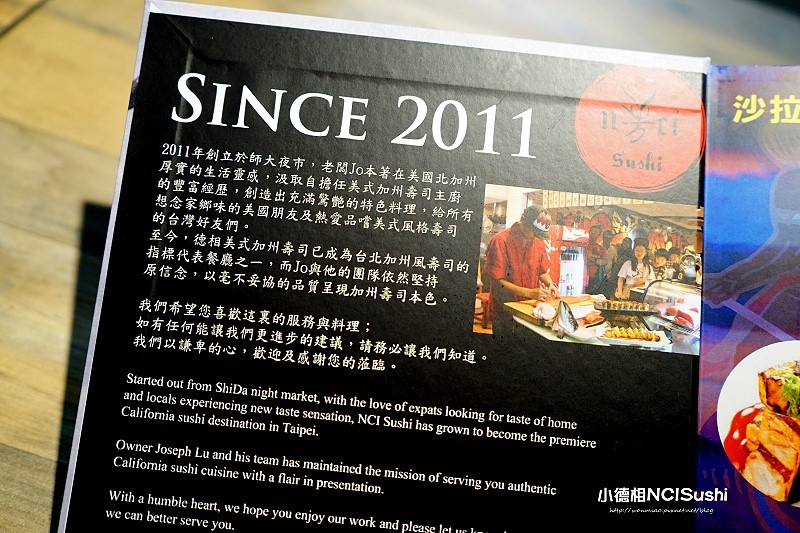 SINCE 2011
2011年創立於師大夜市，老闆Jo本著在美國北加州
厚實的生活靈感，汲取自擔任美式加州壽司主廚
的豐富經歷，創造出充滿驚艷的特色料理，給所有
想念家鄉味的美國朋友及熱愛品嚐美式風格壽司
的台灣好友們。
至今，德相美式加州壽司已成為台北加州風壽司的
指標代表餐廳之一，而Jo與他的團隊依然堅持
原信念，以毫不妥協的品質呈現加州壽司本色。
我們希望您喜歡這裏的服務與料理；
如有任何能讓我們更進步的建議，請務必讓我們知道。
我們以謙卑的心，歡迎及感謝您的蒞臨。
Started out from ShiDa night market, with the love of expats looking for taste of home
and locals experiencing new taste sensation, NCI Sushi has grown to become the premiere
California sushi destination in Taipei.
Owner Joseph Lu and his team has maintained the mission of serving you authentic
California sushi cuisine with a flair in presentation.
With a humble heart, we hope you enjoy our work and please let us
we can better serve you.
nci
Sushi
沙拉
小德相NCISushi
http://wonmiao.pixnet.net/blog